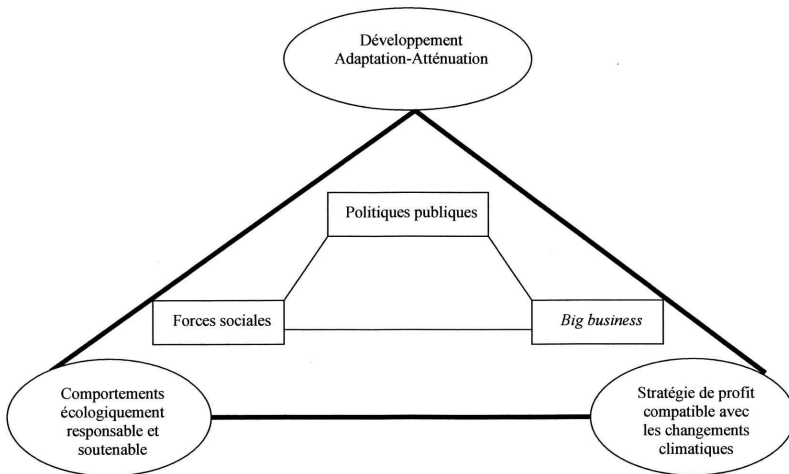 Développement
Adaptation-Atténuation
Politiques publiques
Forces sociales
Big business
Comportements
écologiquement
responsable et
soutenable
Stratégie de profit
compatible avec
les changements
climatiques